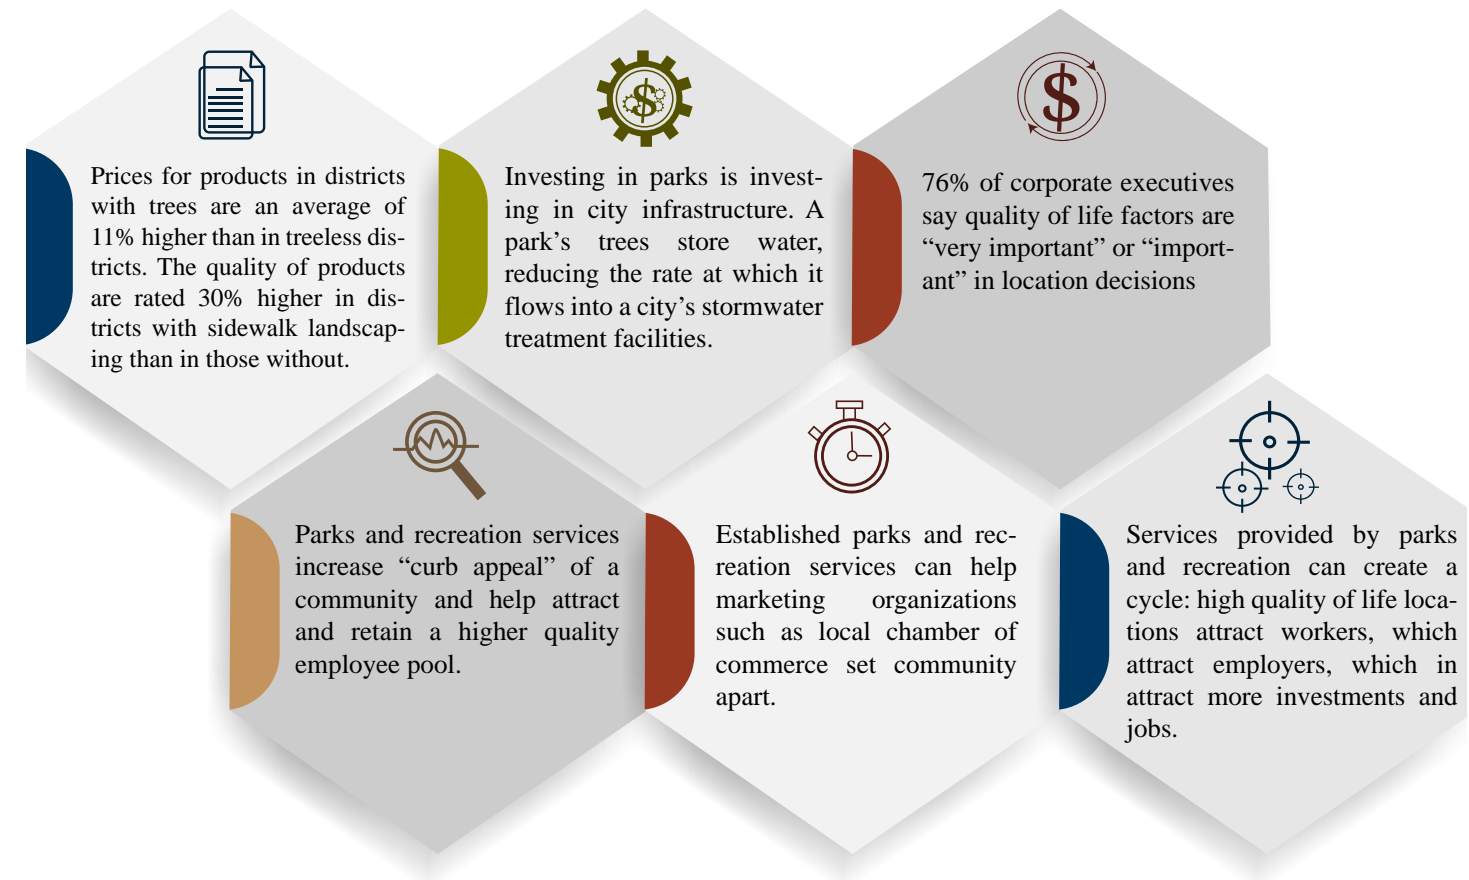 Prices for products in districts
with trees are an average of
11% higher than in treeless dis-
tricts. The quality of products
are rated 30% higher in dis-
tricts with sidewalk landscap-
ing than in those without.
Investing in parks is invest-
ing in city infrastructure. A
park’s trees store water,
reducing the rate at which it
flows into a city’s stormwater
treatment facilities.
76% of corporate executives
say quality of life factors are
“very important” or “import-
ant” in location decisions
Parks and recreation services
increase “curb appeal” of a
community and help attract
and retain a higher quality
employee pool.
Established parks and rec-
reation services can help
marketing organizations
such as local chamber of
commerce set community
apart.
Services provided by parks
and recreation can create a
cycle: high quality of life loca-
tions attract workers, which
attract employers, which in
attract more investments and
jobs.